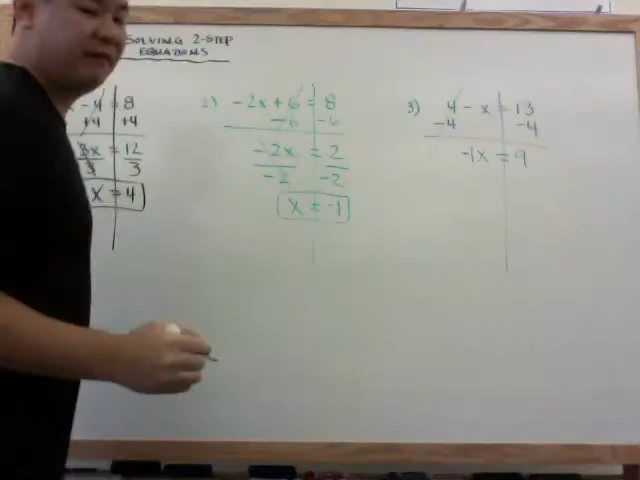 SOLVING 2-STEP
EQUATIONS
x - 4 = 8
+4 +4
3x = 12
3 3
x = 4
2) -2x + 6 = 8
-6 -6
-2x = 2
-2 -2
x = -1
3) 4 - x = 13
-4 -4
-1x = 9